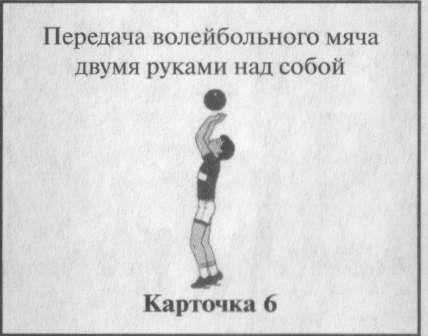 Передача волейбольного мяча
двумя руками над собой
Карточка 6